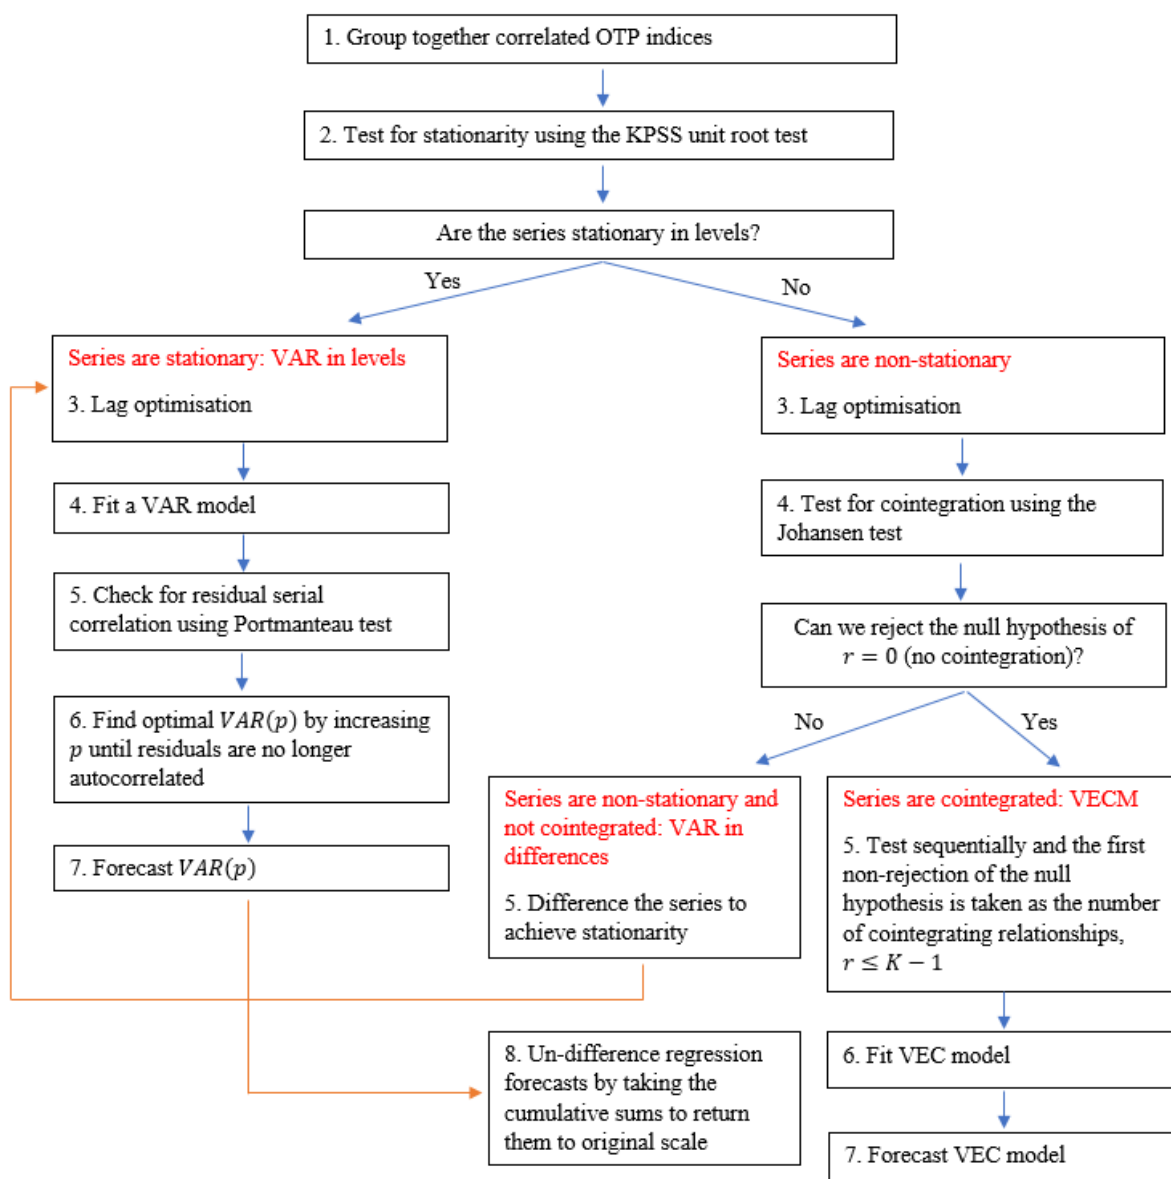 1. Group together correlated OTP indices
2. Test for stationarity using the KPSS unit root test
Are the series stationary in levels?
Yes
No
Series are stationary: VAR in levels
3. Lag optimisation
4. Fit a VAR model
5. Check for residual serial
correlation using Portmanteau test
6. Find optimal VAR(p) by increasing
p until residuals are no longer
autocorrelated
7. Forecast VAR(p)
Series are non-stationary
3. Lag optimisation
4. Test for cointegration using the
Johansen test
Can we reject the null hypothesis of
r = 0 (no cointegration)?
No
Yes
Series are non-stationary and
not cointegrated: VAR in
differences
5. Difference the series to
achieve stationarity
8. Un-difference regression
forecasts by taking the
cumulative sums to return
them to original scale
Series are cointegrated: VECM
5. Test sequentially and the first
non-rejection of the null
hypothesis is taken as the number
of cointegrating relationships,
r ≤ K − 1
6. Fit VEC model
7. Forecast VEC model